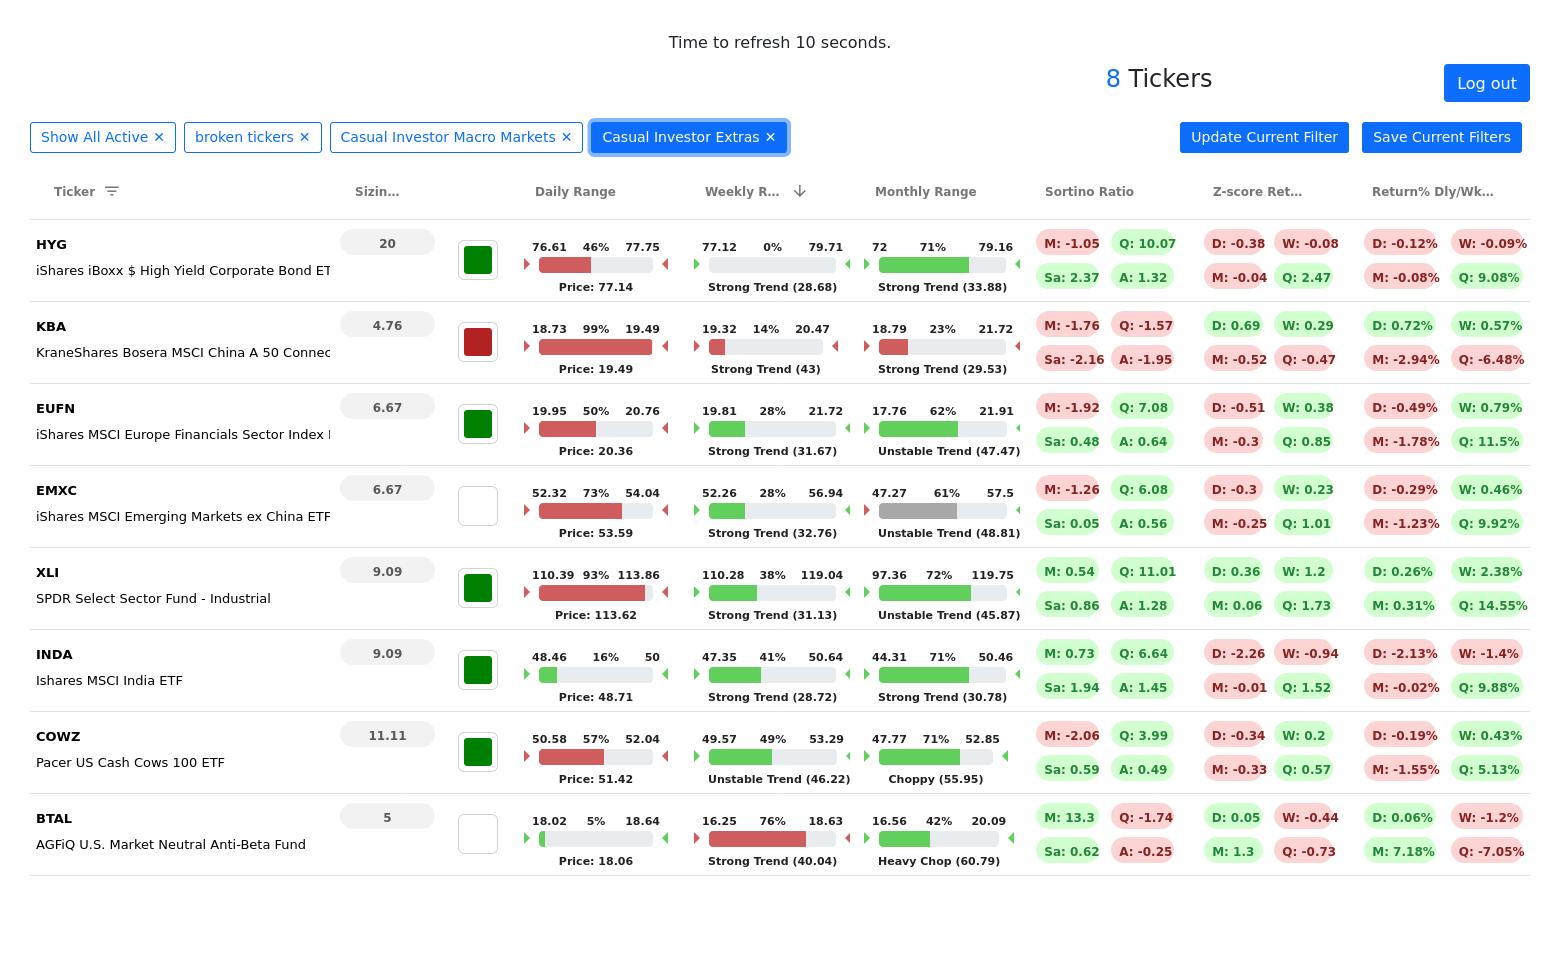 Time to refresh 10 seconds.
8 Tickers
Log out
Show All Active ✕ broken tickers ✕ Casual Investor Macro Markets ✕ Casual Investor Extras ✕ Update Current Filter Save Current Filters
Ticker Sizin... Daily Range Weekly R... Monthly Range Sortino Ratio Z-score Ret... Return% Dly/Wk...
HYG 20 76.61 46% 77.75 77.12 0% 79.71 72 71% 79.16 M: -1.05 Q: 10.07 D: -0.38 W: -0.08 D: -0.12% W: -0.09%
iShares iBoxx $ High Yield Corporate Bond ET Sa: 2.37 A: 1.32 M: -0.04 Q: 2.47 M: -0.08% Q: 9.08%
Price: 77.14 Strong Trend (28.68) Strong Trend (33.88)
KBA 4.76 18.73 99% 19.49 19.32 14% 20.47 18.79 23% 21.72 M: -1.76 Q: -1.57 D: 0.69 W: 0.29 D: 0.72% W: 0.57%
KraneShares Bosera MSCI China A 50 Connec Sa: -2.16 A: -1.95 M: -0.52 Q: -0.47 M: -2.94% Q: -6.48%
Price: 19.49 Strong Trend (43) Strong Trend (29.53)
EUFN 6.67 19.95 50% 20.76 19.81 28% 21.72 17.76 62% 21.91 M: -1.92 Q: 7.08 D: -0.51 W: 0.38 D: -0.49% W: 0.79%
iShares MSCI Europe Financials Sector Index Sa: 0.48 A: 0.64 M: -0.3 Q: 0.85 M: -1.78% Q: 11.5%
Price: 20.36 Strong Trend (31.67) Unstable Trend (47.47)
EMXC 6.67 52.32 73% 54.04 52.26 28% 56.94 47.27 61% 57.5 M: -1.26 Q: 6.08 D: -0.3 W: 0.23 D: -0.29% W: 0.46%
iShares MSCI Emerging Markets ex China ETF Sa: 0.05 A: 0.56 M: -0.25 Q: 1.01 M: -1.23% Q: 9.92%
Price: 53.59 Strong Trend (32.76) Unstable Trend (48.81)
XLI 9.09 110.39 93% 113.86 110.28 38% 119.04 97.36 72% 119.75 M: 0.54 Q: 11.01 D: 0.36 W: 1.2 D: 0.26% W: 2.38%
SPDR Select Sector Fund - Industrial Sa: 0.86 A: 1.28 M: 0.06 Q: 1.73 M: 0.31% Q: 14.55%
Price: 113.62 Strong Trend (31.13) Unstable Trend (45.87)
INDA 9.09 48.46 16% 50 47.35 41% 50.64 44.31 71% 50.46 M: 0.73 Q: 6.64 D: -2.26 W: -0.94 D: -2.13% W: -1.4%
Ishares MSCI India ETF Sa: 1.94 A: 1.45 M: -0.01 Q: 1.52 M: -0.02% Q: 9.88%
Price: 48.71 Strong Trend (28.72) Strong Trend (30.78)
COWZ 11.11 50.58 57% 52.04 49.57 49% 53.29 47.77 71% 52.85 M: -2.06 Q: 3.99 D: -0.34 W: 0.2 D: -0.19% W: 0.43%
Pacer US Cash Cows 100 ETF Sa: 0.59 A: 0.49 M: -0.33 Q: 0.57 M: -1.55% Q: 5.13%
Price: 51.42 Unstable Trend (46.22) Choppy (55.95)
BTAL 5 18.02 5% 18.64 16.25 76% 18.63 16.56 42% 20.09 M: 13.3 Q: -1.74 D: 0.05 W: -0.44 D: 0.06% W: -1.2%
AGFiQ U.S. Market Neutral Anti-Beta Fund Sa: 0.62 A: -0.25 M: 1.3 Q: -0.73 M: 7.18% Q: -7.05%
Price: 18.06 Strong Trend (40.04) Heavy Chop (60.79)